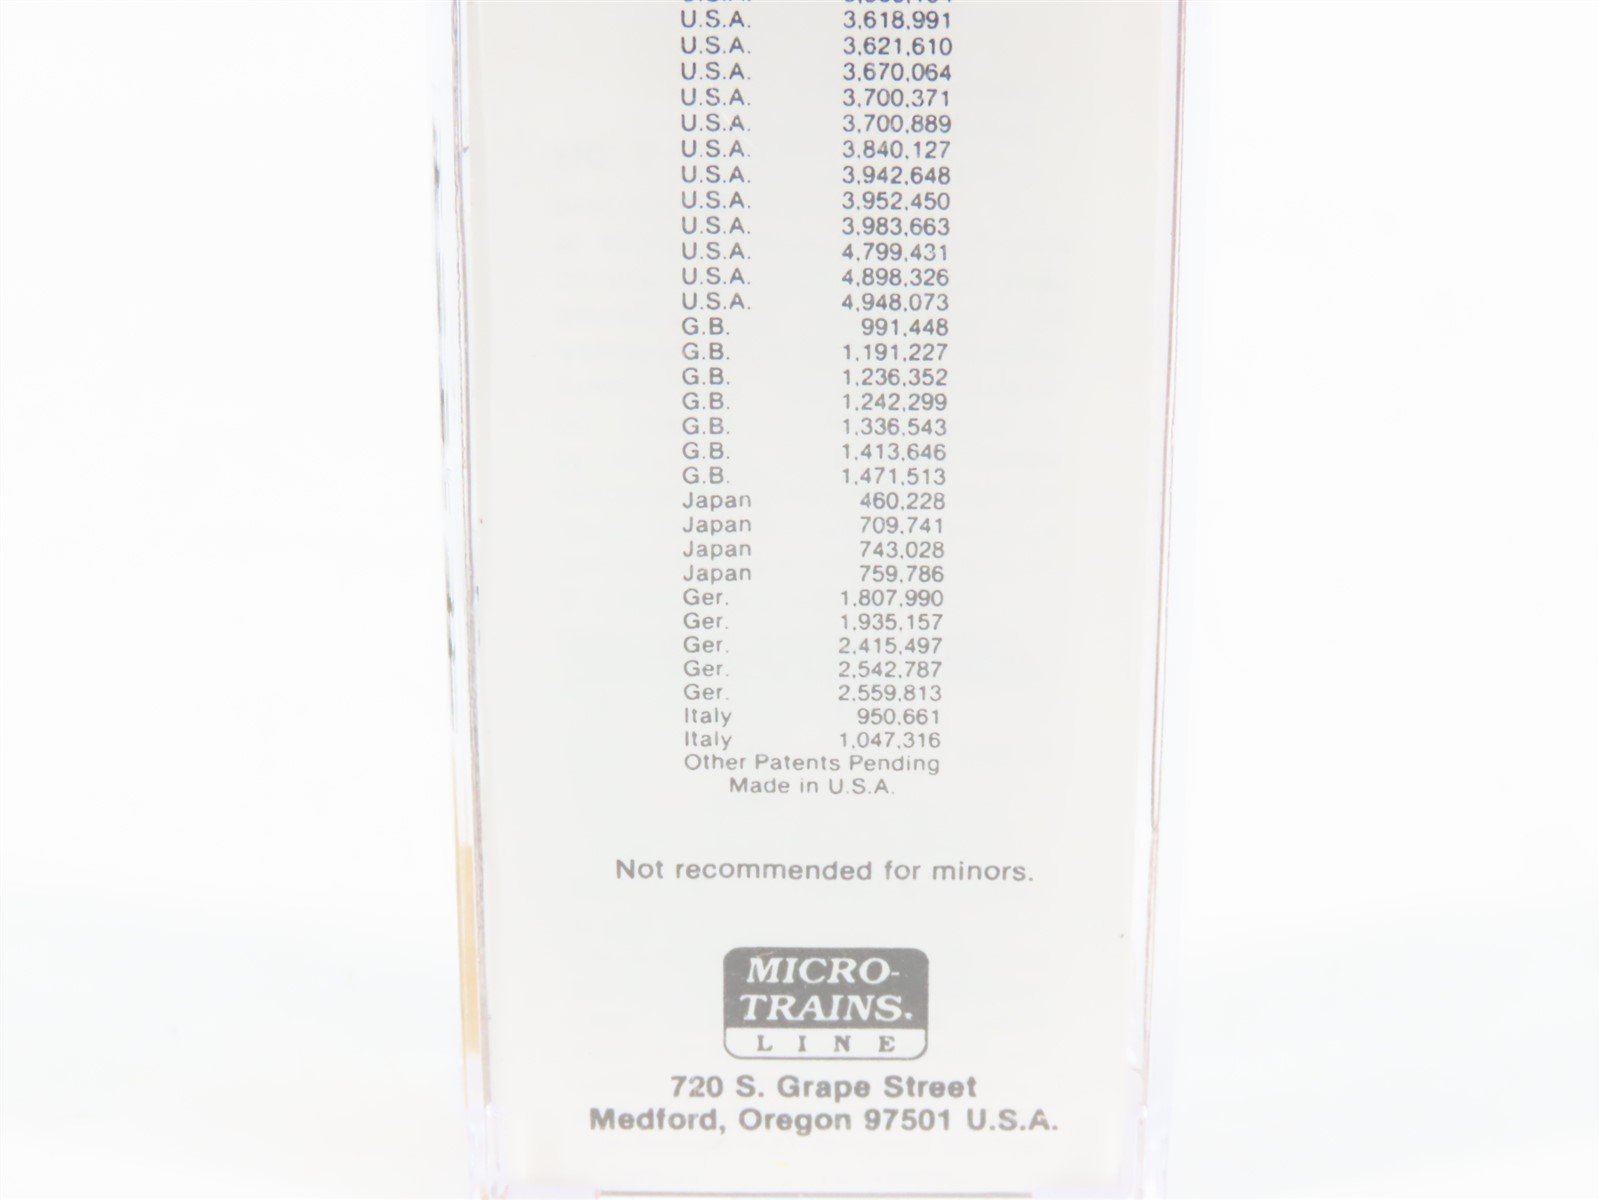 U.S.A. 3,618,991
U.S.A. 3,621,610
U.S.A. 3,670,064
U.S.A. 3,700,371
U.S.A. 3,700,889
U.S.A. 3,840,127
U.S.A. 3,942,648
U.S.A. 3,952,450
U.S.A. 3,983,663
U.S.A. 4,799,431
U.S.A. 4,898,326
U.S.A. 4,948,073
G.B. 991,448
G.B. 1,191,227
G.B. 1,236,352
G.B. 1,242,299
G.B. 1,336,543
G.B. 1,413,646
G.B. 1,471,513
Japan 460,228
Japan 709,741
Japan 743,028
Japan 759,786
Ger. 1,807,990
Ger. 1,935,157
Ger. 2,415,497
Ger. 2,542,787
Ger. 2,559,813
Italy 950,661
Italy 1,047,316
Other Patents Pending
Made in U.S.A.
Not recommended for minors.
MICRO-
TRAINS.
LINE
720 S. Grape Street
Medford, Oregon 97501 U.S.A.